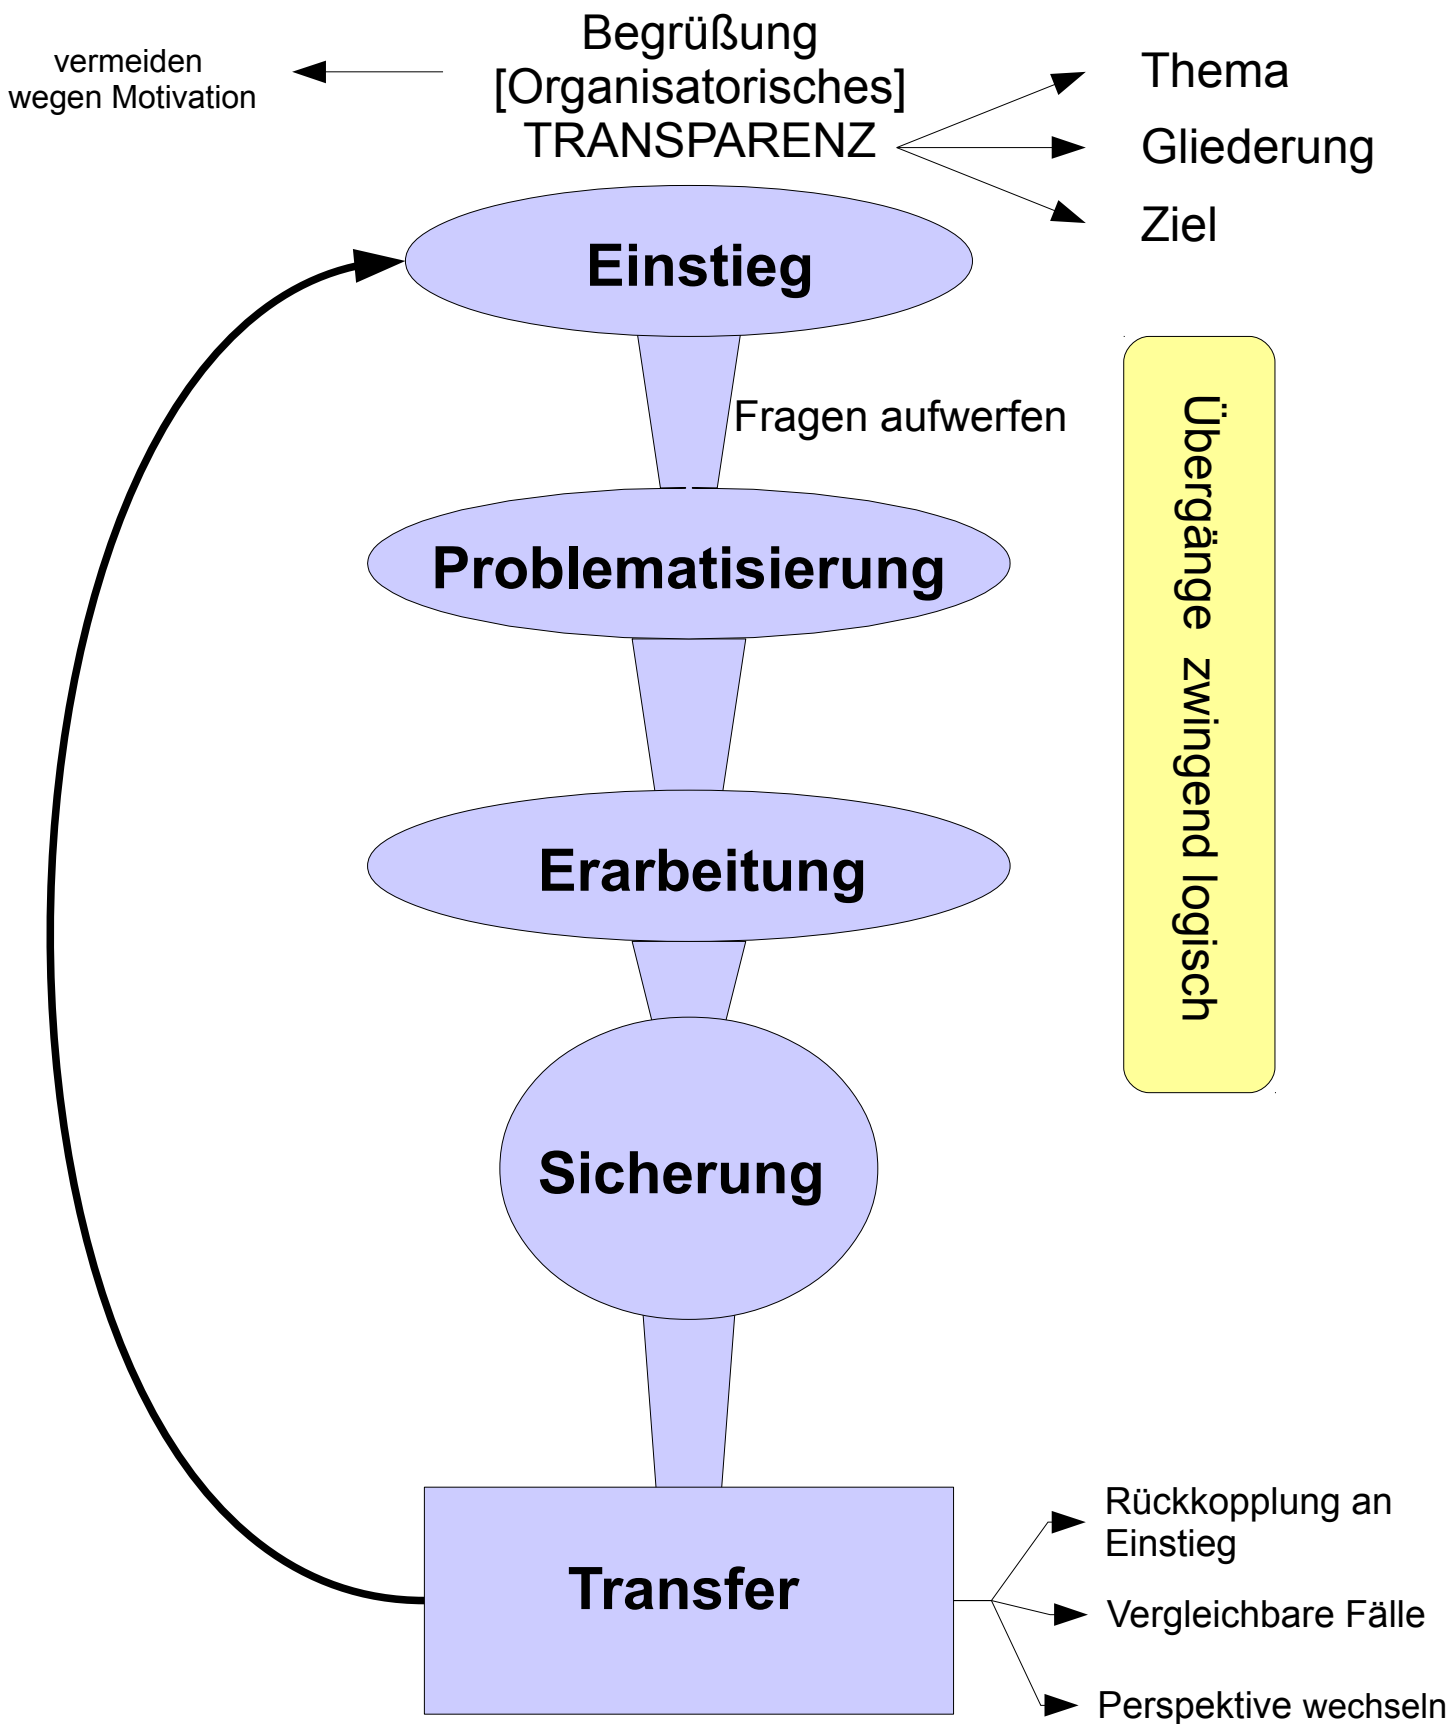 Begrüßung
[Organisatorisches]
TRANSPARENZ
vermeiden
wegen Motivation
Thema
Gliederung
Ziel
Einstieg
Fragen aufwerfen
Problematisierung
Erarbeitung
Sicherung
Übergänge zwingend logisch
Transfer
Rückkopplung an
Einstieg
Vergleichbare Fälle
Perspektive wechseln